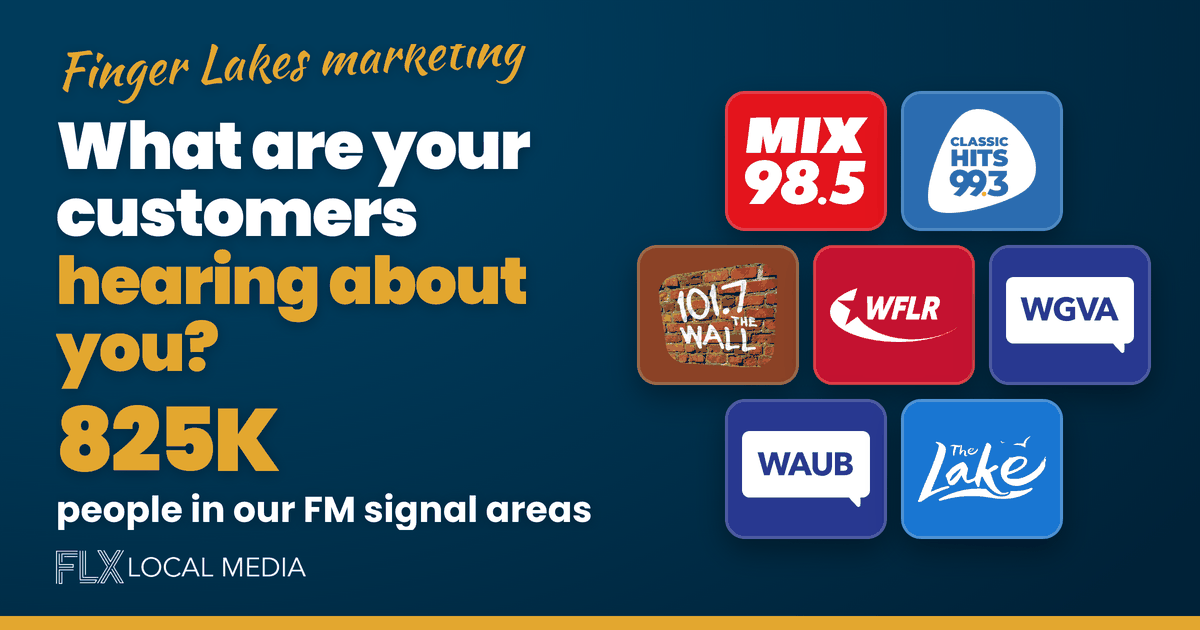 Finger Lakes marketing
What are your
customers
hearing about
you?
825K
people in our FM signal areas
FLX LOCAL MEDIA
MIX
98.5
CLASSIC
HITS
99.3
101.7
THE
WALL
WFLR
WGVA
WAUB
The
Lake